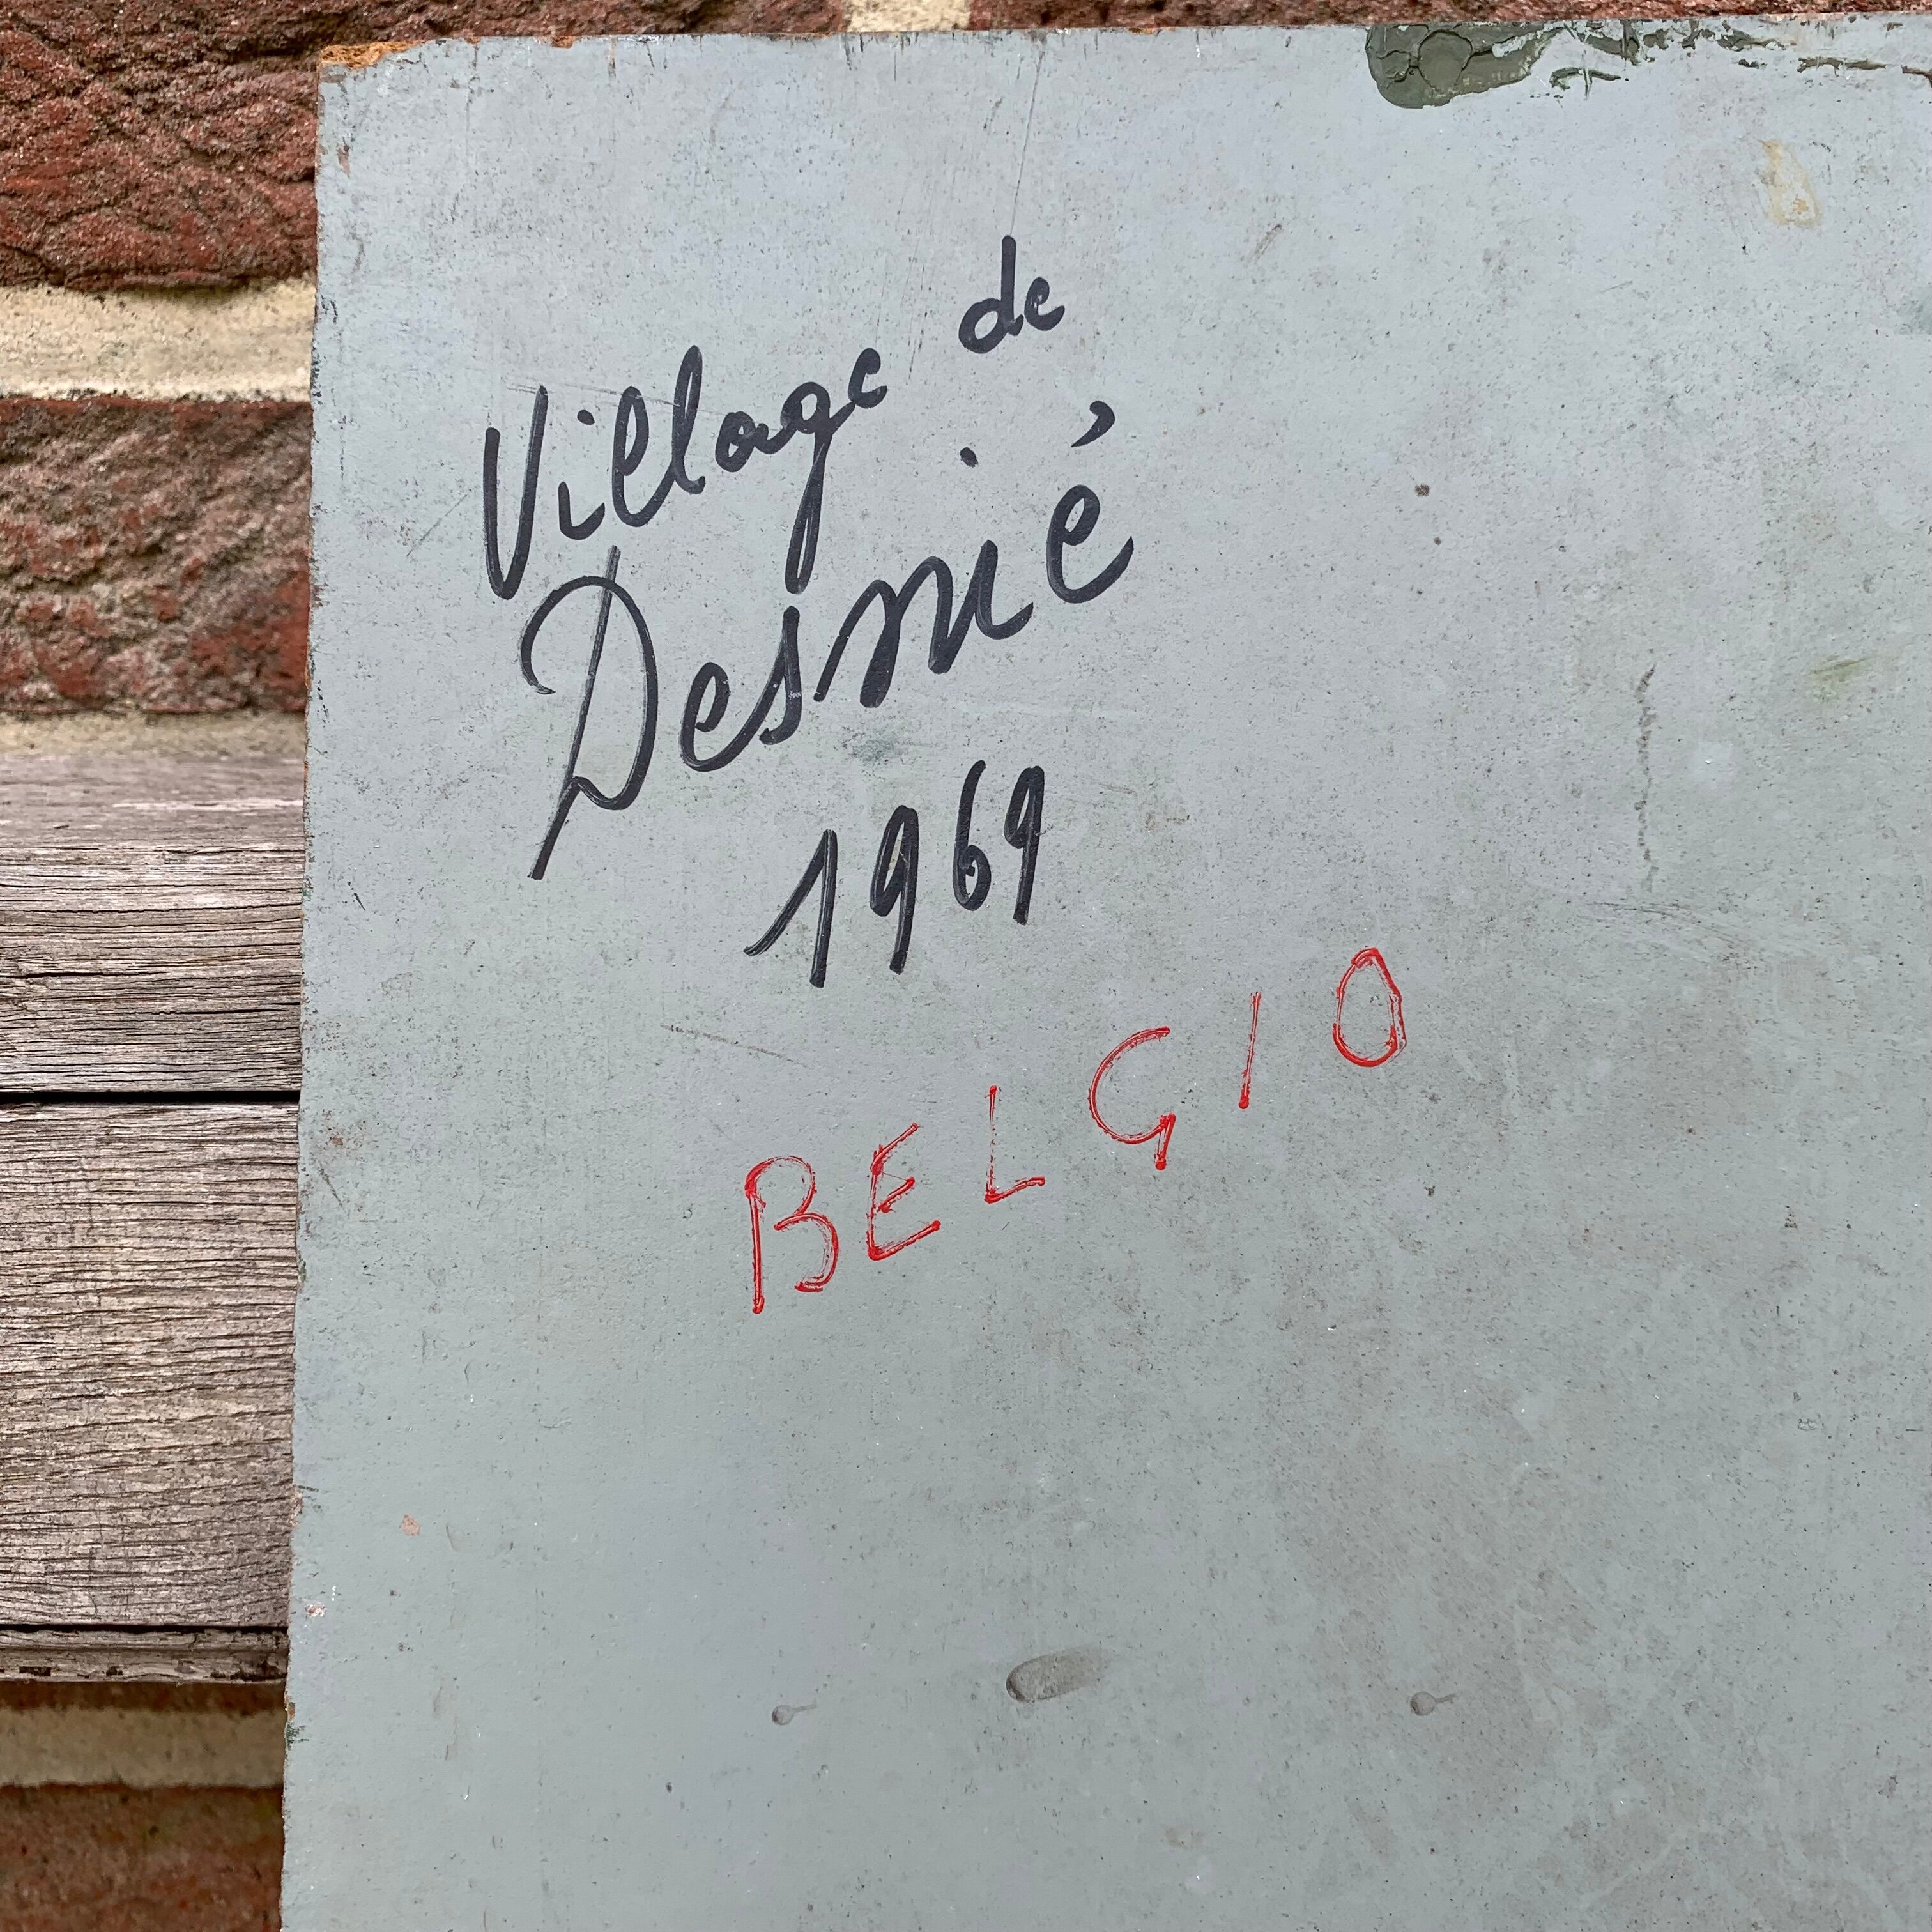 Village de
Desnié
1969
BELGIO